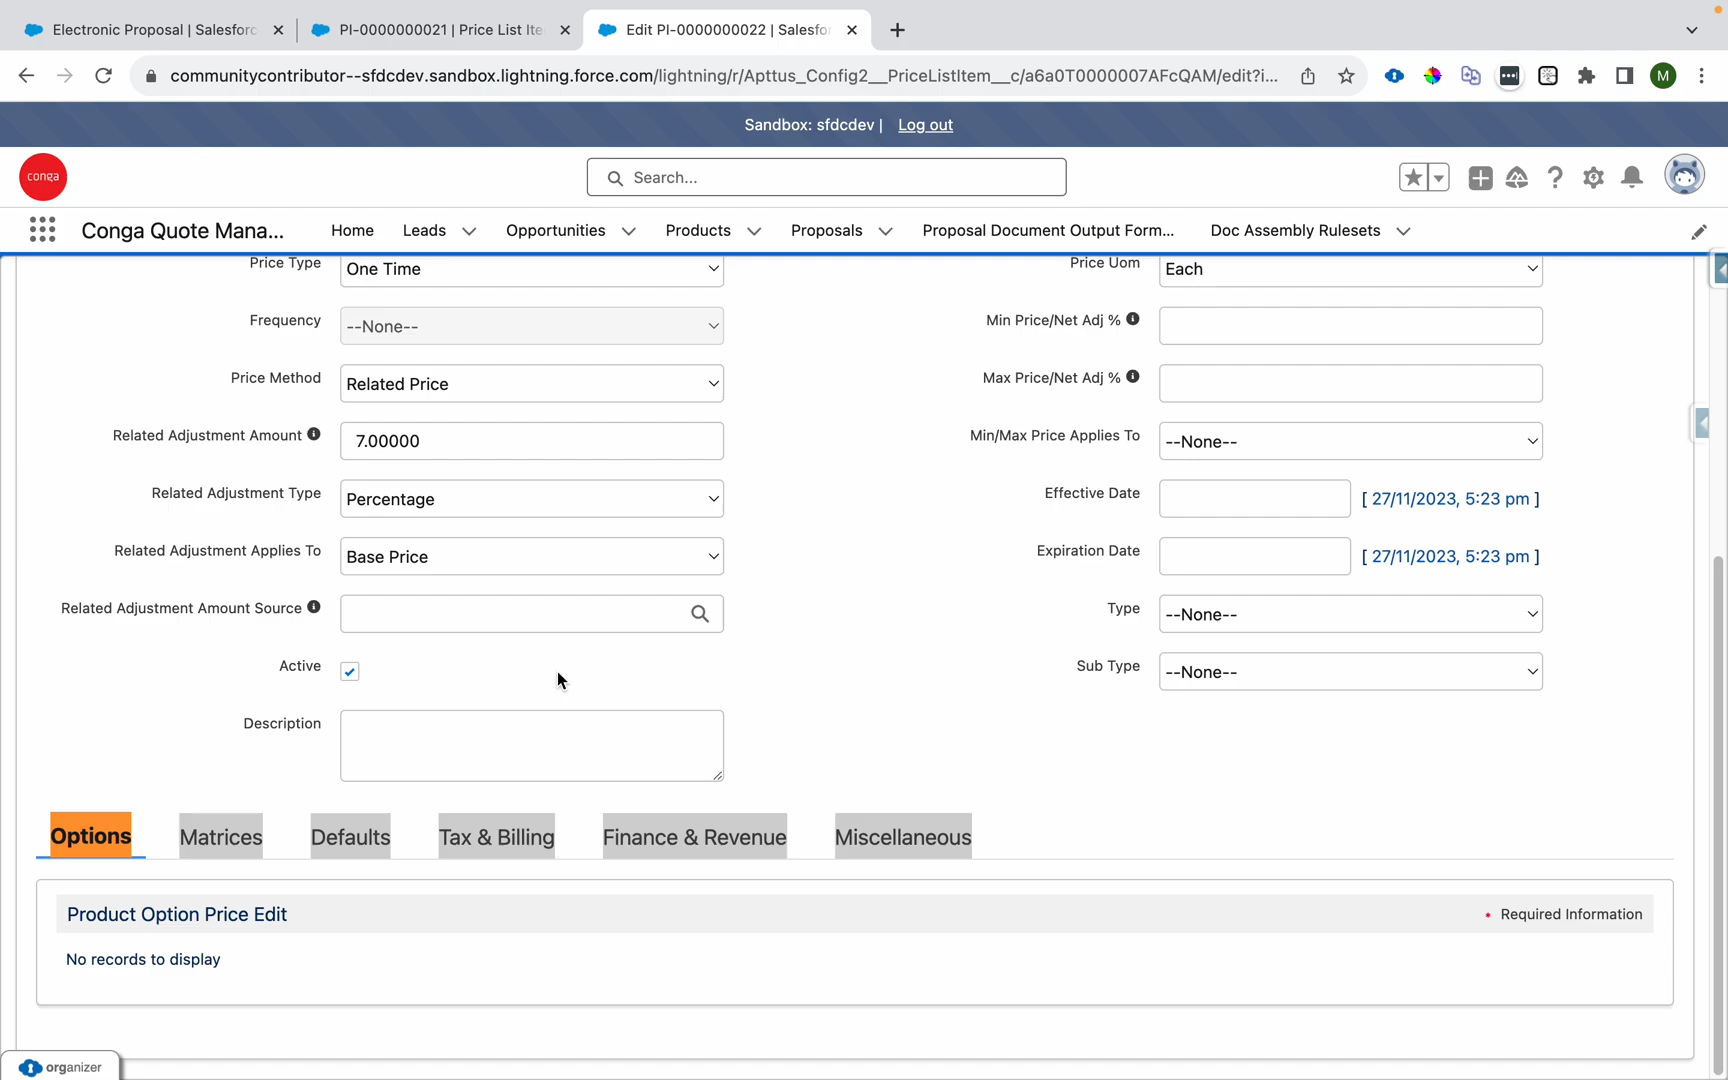 Electronic Proposal | Salesforc
PI-0000000021 | Price List Ite
Edit PI-0000000022 | Salesfo
communitycontributor--sfdcdev.sandbox.lightning.force.com/lightning/r/Apttus_Config2__PriceListItem__c/a6a0T0000007AFcQAM/edit?i...
M
Sandbox: sfdcdev | Log out
conga
Search...
Conga Quote Mana...
Home
Leads
Opportunities
Products
Proposals
Proposal Document Output Form...
Doc Assembly Rulesets
Price Type
One Time
Price Uom
Each
Frequency
--None--
Min Price/Net Adj %
Price Method
Related Price
Max Price/Net Adj %
Related Adjustment Amount
7.00000
Min/Max Price Applies To
--None--
Related Adjustment Type
Percentage
Effective Date
[ 27/11/2023, 5:23 pm ]
Related Adjustment Applies To
Base Price
Expiration Date
[ 27/11/2023, 5:23 pm ]
Related Adjustment Amount Source
Type
--None--
Active
Sub Type
--None--
Description
Options
Matrices
Defaults
Tax & Billing
Finance & Revenue
Miscellaneous
Product Option Price Edit
Required Information
No records to display
organizer